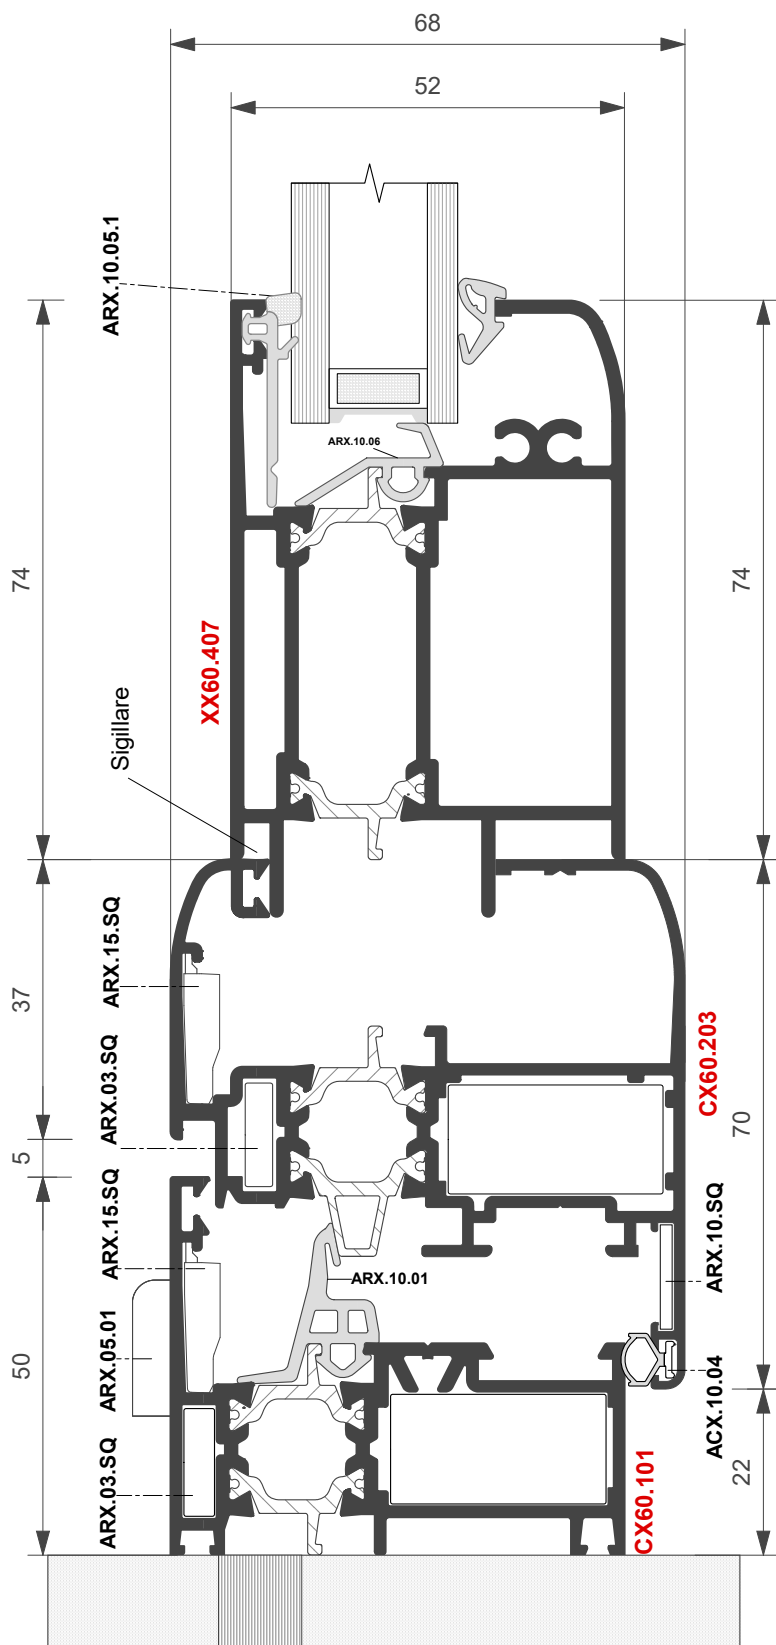 68
52
ARX.10.05.1
ARX.10.06
74
74
XX60.407
Sigillare
ARX.15.SQ
37
ARX.03.SQ
CX60.203
5
70
ARX.15.SQ
ARX.10.SQ
ARX.10.01
ARX.05.01
50
ACX.10.04
ARX.03.SQ
22
CX60.101